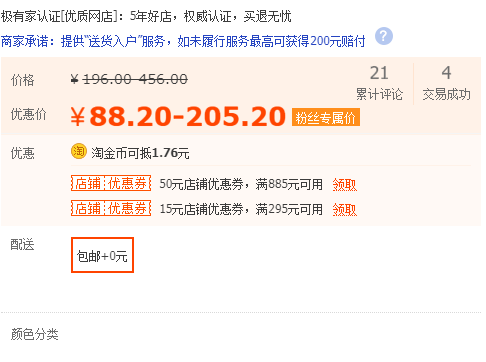 极有家认证[优质网店]：5年好店，权威认证，买退无忧
商家承诺：提供“送货入户”服务，如未履行服务最高可获得200元赔付 ?
价格 ¥ 196.00-456.00
21 累计评论
4 交易成功
优惠价 ¥ 88.20-205.20 粉丝专属价
优惠 淘 淘金币可抵1.76元
店铺 优惠券 50元店铺优惠券，满885元可用 领取
店铺 优惠券 15元店铺优惠券，满295元可用 领取
配送
包邮+0元
颜色分类